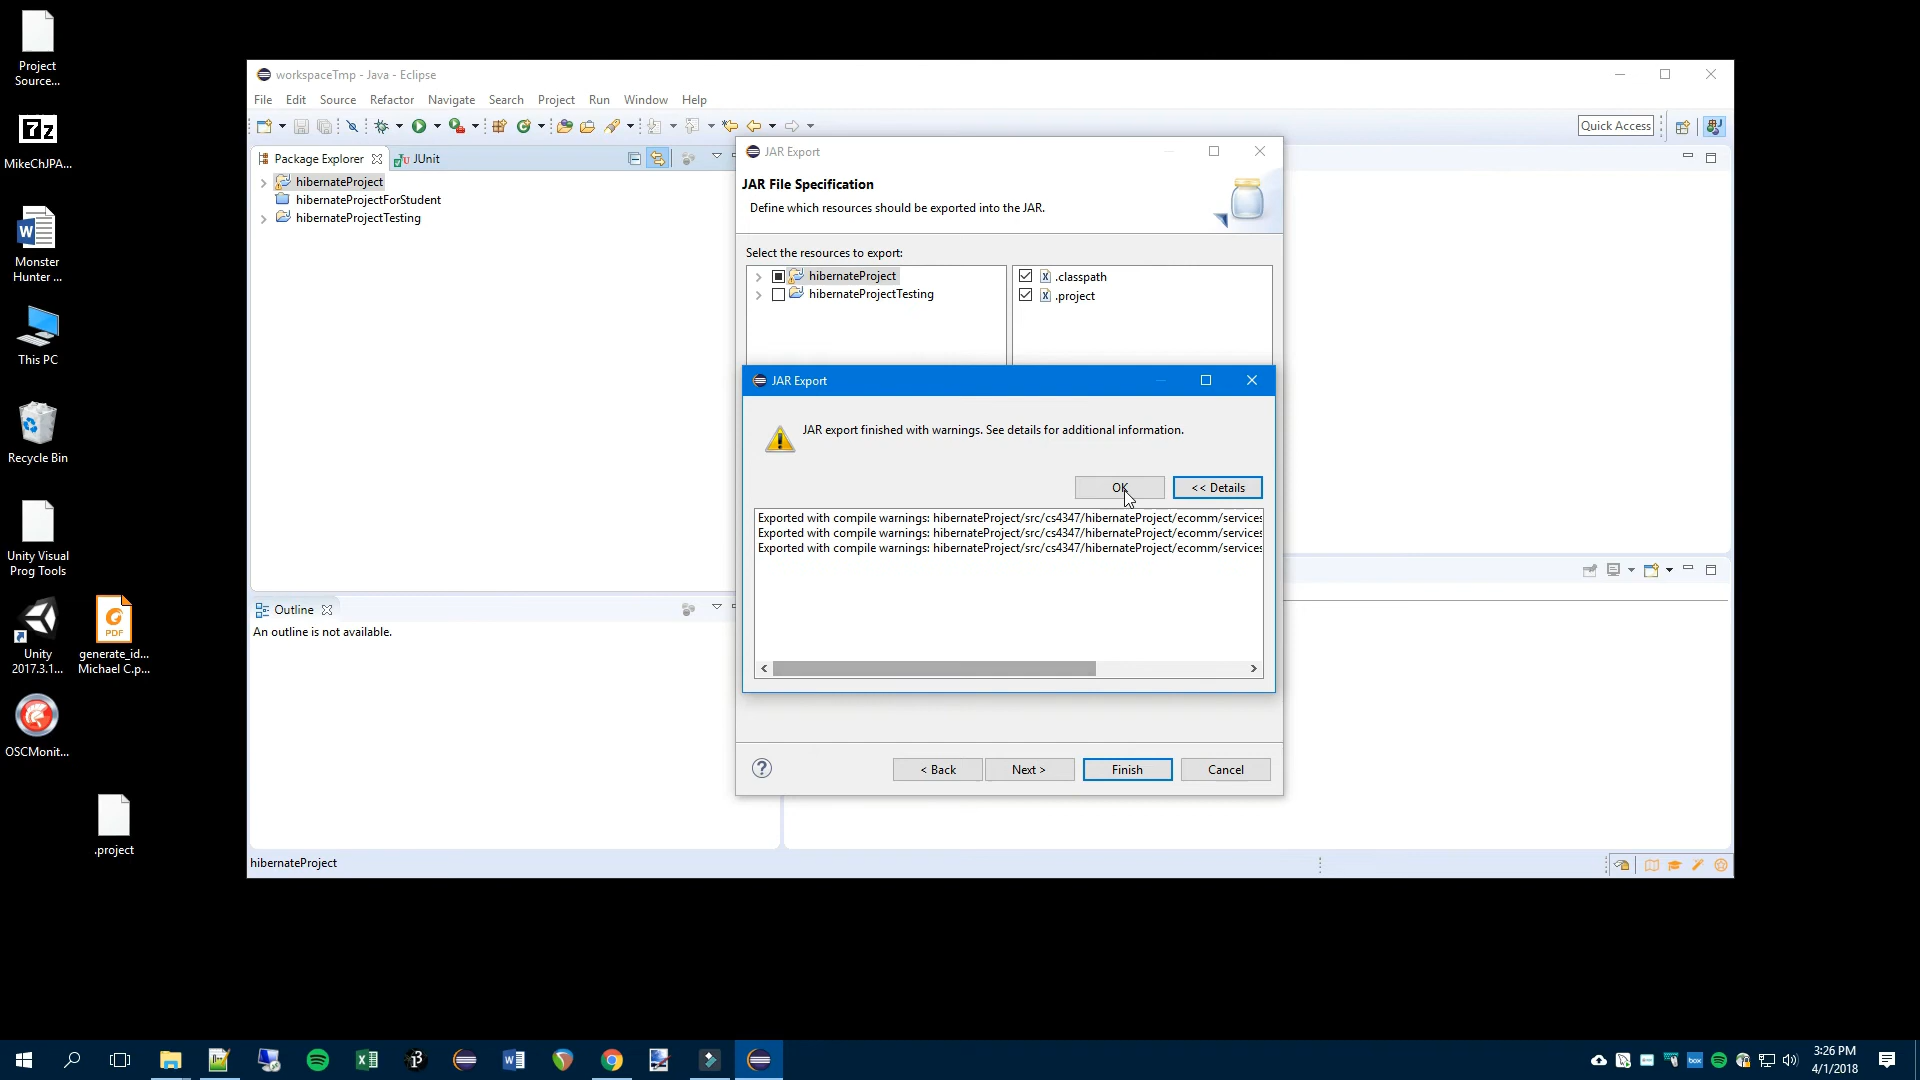 Project
Source...
MikeChJPA...
Monster
Hunter ...
This PC
Recycle Bin
Unity Visual
Prog Tools
Unity
2017.3.1...
PDF
generate_id...
Michael C.p...
OSCMonit...
.project
workspaceTmp - Java - Eclipse
File Edit Source Refactor Navigate Search Project Run Window Help
Quick Access
Package Explorer JUnit
hibernateProject
hibernateProjectForStudent
hibernateProjectTesting
Outline
An outline is not available.
hibernateProject
JAR Export
JAR File Specification
Define which resources should be exported into the JAR.
Select the resources to export:
hibernateProject
hibernateProjectTesting
.classpath
.project
JAR Export
JAR export finished with warnings. See details for additional information.
OK << Details
Exported with compile warnings: hibernateProject/src/cs4347/hibernateProject/ecomm/services
Exported with compile warnings: hibernateProject/src/cs4347/hibernateProject/ecomm/services
Exported with compile warnings: hibernateProject/src/cs4347/hibernateProject/ecomm/services
< Back Next > Finish Cancel
3:26 PM
4/1/2018